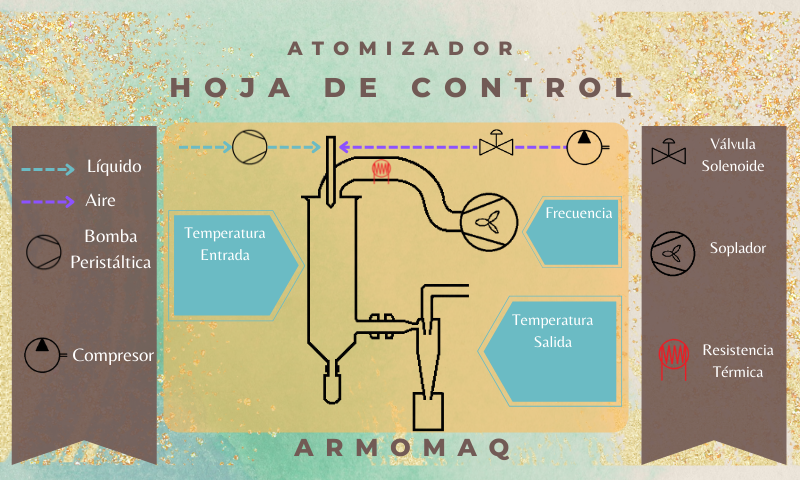 ATOMIZADOR
HOJA DE CONTROL
Líquido
Aire
Bomba
Peristáltica
Compresor
Temperatura
Entrada
Frecuencia
Temperatura
Salida
Válvula
Solenoide
Soplador
Resistencia
Térmica
ARMOMAQ